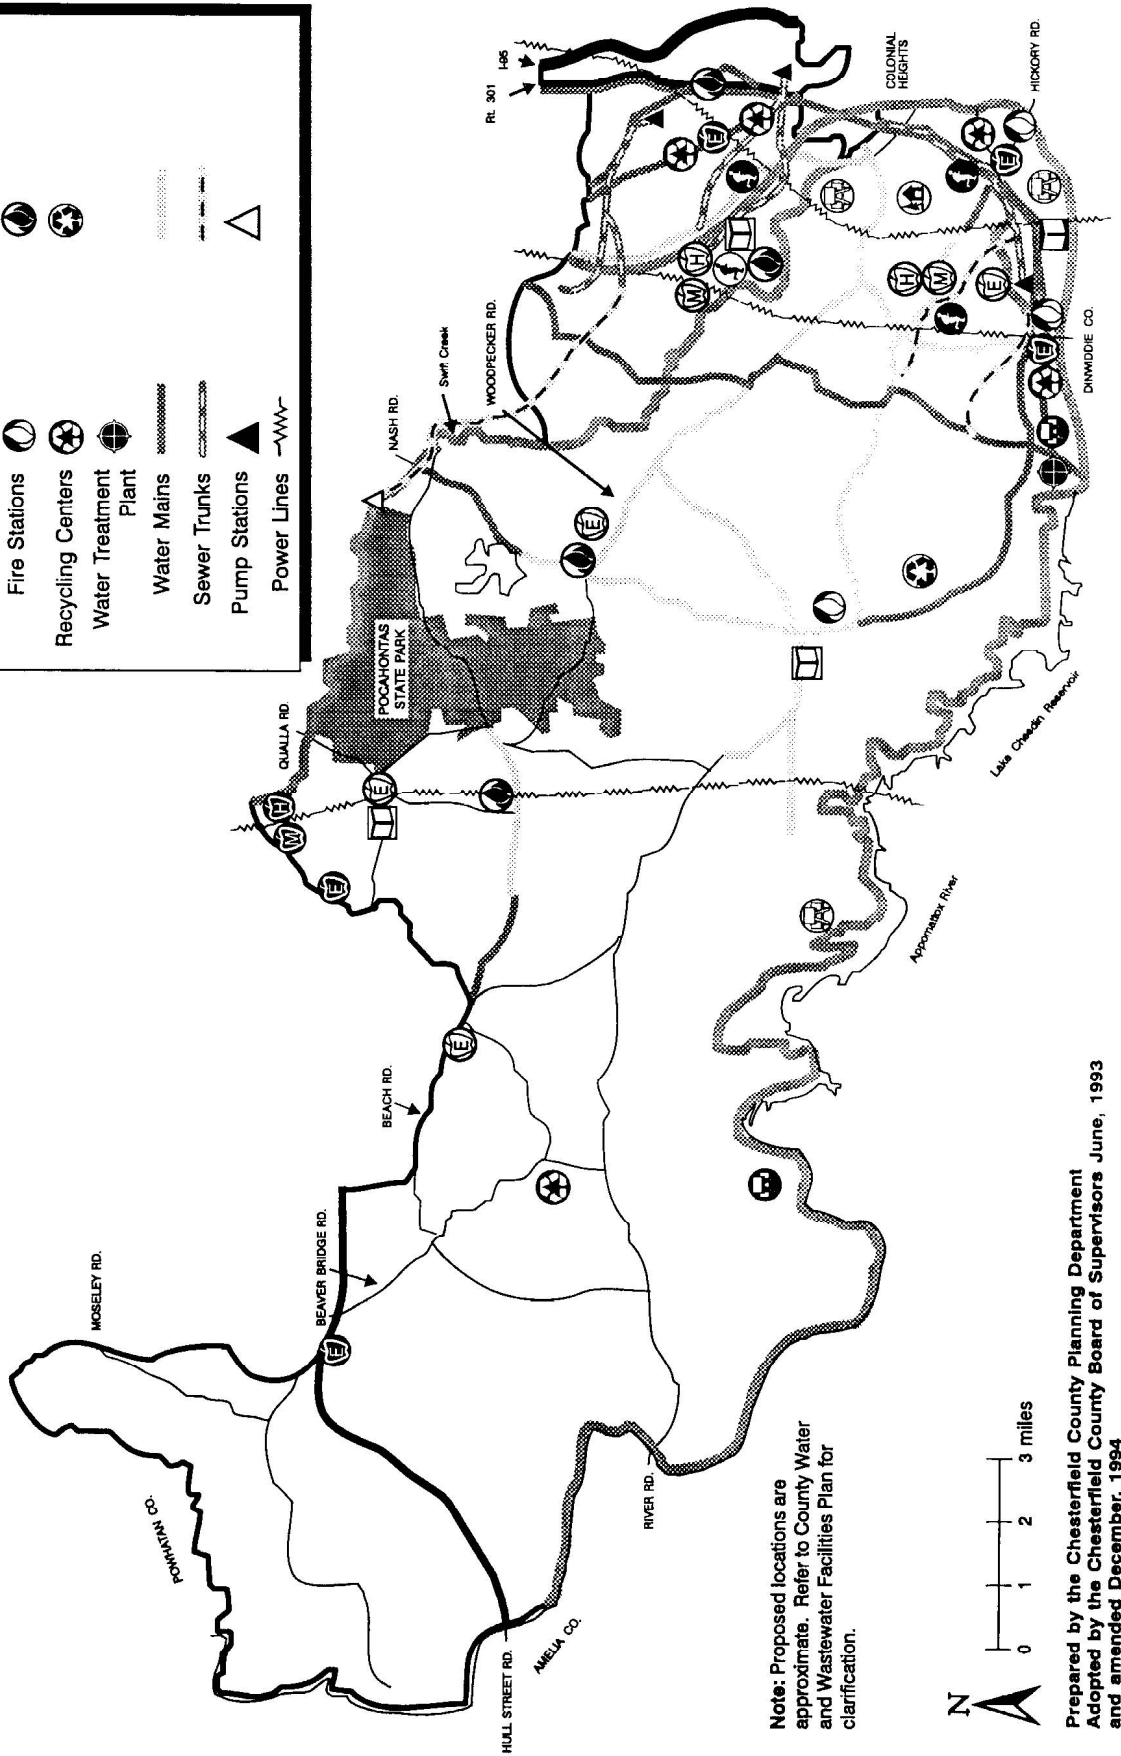 Fire Stations
Recycling Centers
Water Treatment
Plant
Water Mains
Sewer Trunks
Pump Stations
Power Lines
MOSELEY RD.
POWHATAN CO.
BEAVER BRIDGE RD.
BEACH RD.
HULL STREET RD.
AMELIA CO.
RIVER RD.
QUALLA RD.
POCAHONTAS
STATE PARK
NASH RD.
Swift Creek
WOODPECKER RD.
Rt. 301
I-95
COLONIAL
HEIGHTS
HICKORY RD.
DINWIDDIE CO.
Lake Chesdin Reservoir
Appomattox River
E
E
M
H
E
E
E
M
H
E
H
M
E
E
E
Note: Proposed locations are
approximate. Refer to County Water
and Wastewater Facilities Plan for
clarification.
N
0 1 2 3 miles
Prepared by the Chesterfield County Planning Department
Adopted by the Chesterfield County Board of Supervisors June, 1993
and amended December, 1994